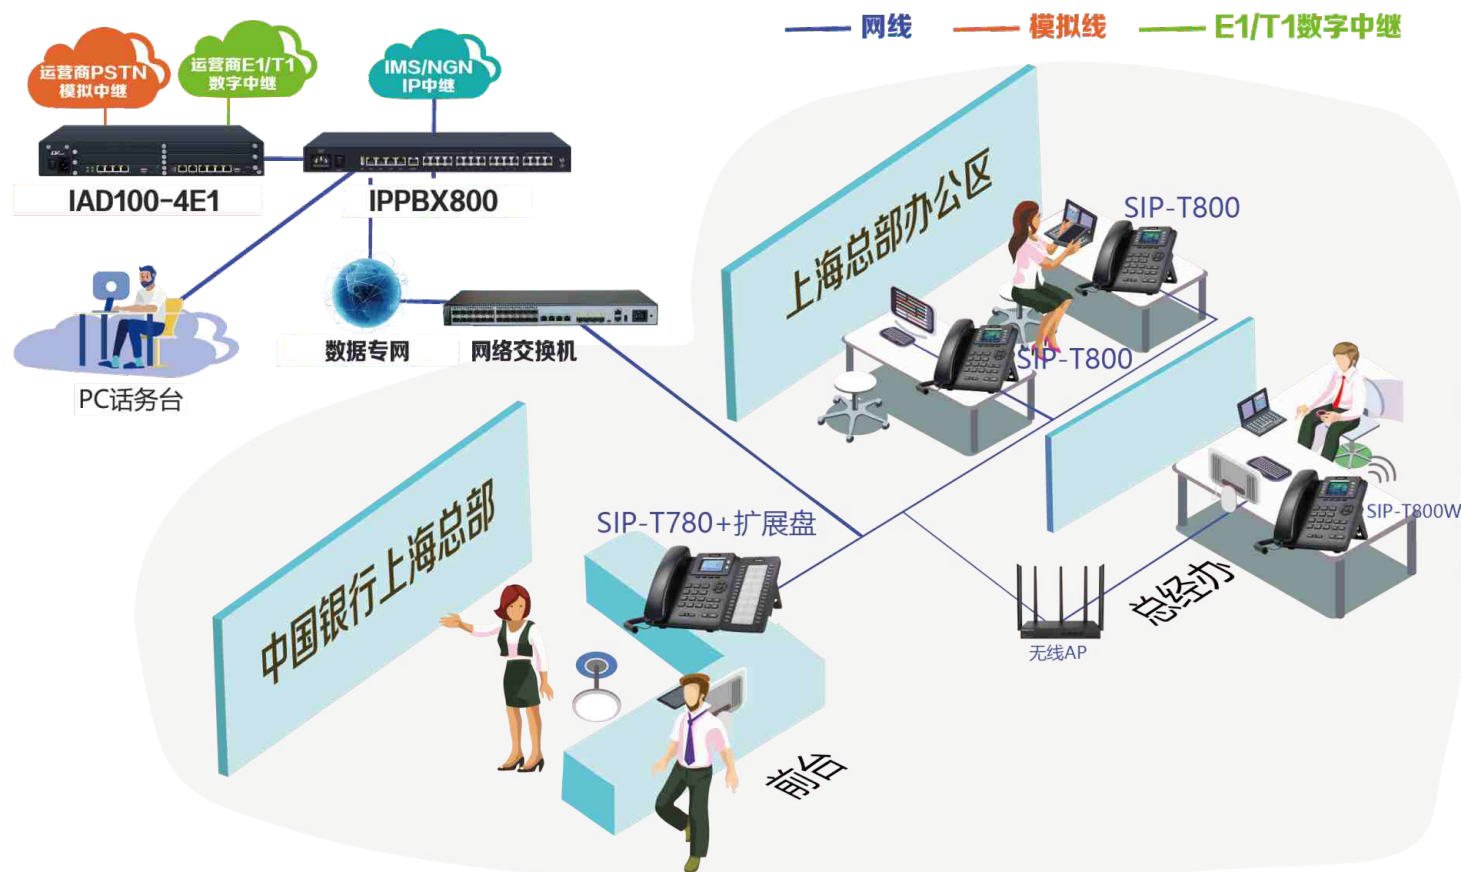 网线
模拟线
E1/T1数字中继
运营商PSTN
模拟中继
运营商E1/T1
数字中继
IMS/NGN
IP中继
IAD100-4E1
IPPBX800
PC话务台
数据专网
网络交换机
上海总部办公区
SIP-T800
SIP-T800
SIP-T800W
总经办
无线AP
SIP-T780+扩展盘
中国银行上海总部
前台